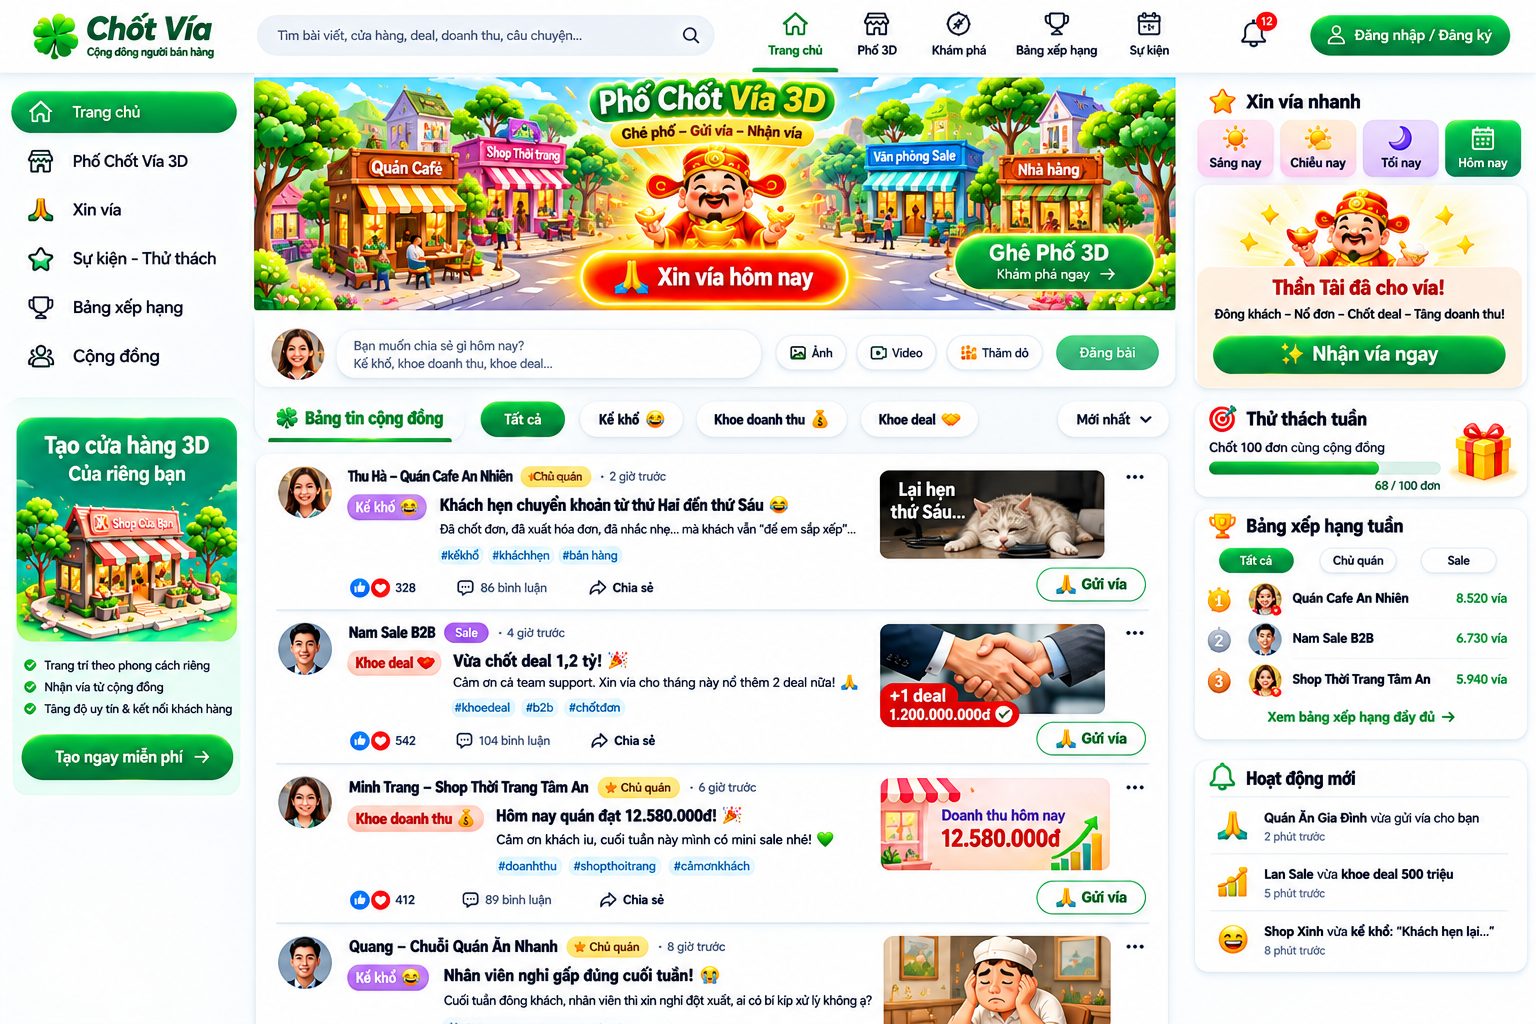 Chốt Vía
Cộng đồng người bán hàng
Tìm bài viết, cửa hàng, deal, doanh thu, câu chuyện...
Trang chủ
Phố 3D
Khám phá
Bảng xếp hạng
Sự kiện
12
Đăng nhập / Đăng ký
Trang chủ
Phố Chốt Vía 3D
Xin vía
Sự kiện - Thử thách
Bảng xếp hạng
Cộng đồng
Tạo cửa hàng 3D
Của riêng bạn
Shop Của Bạn
Trang trí theo phong cách riêng
Nhận vía từ cộng đồng
Tăng độ uy tín & kết nối khách hàng
Tạo ngay miễn phí →
Phố Chốt Vía 3D
Ghé phố – Gửi vía – Nhận vía
Quán Café
Shop Thời trang
Văn phòng Sale
Nhà hàng
🙏 Xin vía hôm nay
Ghé Phố 3D
Khám phá ngay →
Bạn muốn chia sẻ gì hôm nay?
Kể khổ, khoe doanh thu, khoe deal...
Ảnh
Video
Thăm dò
Đăng bài
Bảng tin cộng đồng
Tất cả
Kể khổ 😂
Khoe doanh thu 💰
Khoe deal 🤝
Mới nhất
Thu Hà – Quán Cafe An Nhiên
Chủ quán
• 2 giờ trước
Kể khổ 😂
Khách hẹn chuyển khoản từ thứ Hai đến thứ Sáu 😂
Đã chốt đơn, đã xuất hóa đơn, đã nhắc nhẹ... mà khách vẫn “để em sắp xếp”...
#kểkhổ #kháchhẹn #bán hàng
Lại hẹn
thứ Sáu...
328
86 bình luận
Chia sẻ
🙏 Gửi vía
Nam Sale B2B
Sale
• 4 giờ trước
Khoe deal
Vừa chốt deal 1,2 tỷ! 🎉
Cảm ơn cả team support. Xin vía cho tháng này nổ thêm 2 deal nữa! 🙏
#khoedeal #b2b #chốtđơn
+1 deal
1.200.000.000đ
542
104 bình luận
Chia sẻ
🙏 Gửi vía
Minh Trang – Shop Thời Trang Tâm An
Chủ quán
• 6 giờ trước
Khoe doanh thu 💰
Hôm nay quán đạt 12.580.000đ! 🎉
Cảm ơn khách iu, cuối tuần này mình có mini sale nhé! 💚
#doanhthu #shopthoitrang #cảmơnkhách
Doanh thu hôm nay
12.580.000đ
412
89 bình luận
Chia sẻ
🙏 Gửi vía
Quang – Chuỗi Quán Ăn Nhanh
Chủ quán
• 8 giờ trước
Kể khổ 😂
Nhân viên nghỉ gấp đúng cuối tuần! 😭
Cuối tuần đông khách, nhân viên thì xin nghỉ đột xuất, ai có bí kíp xử lý không ạ?
Xin vía nhanh
Sáng nay
Chiều nay
Tối nay
Hôm nay
Thần Tài đã cho vía!
Đông khách – Nổ đơn – Chốt deal – Tăng doanh thu!
✨ Nhận vía ngay
Thử thách tuần
Chốt 100 đơn cùng cộng đồng
68 / 100 đơn
Bảng xếp hạng tuần
Tất cả
Chủ quán
Sale
1
Quán Cafe An Nhiên
8.520 vía
2
Nam Sale B2B
6.730 vía
3
Shop Thời Trang Tâm An
5.940 vía
Xem bảng xếp hạng đầy đủ →
Hoạt động mới
Quán Ăn Gia Đình vừa gửi vía cho bạn
2 phút trước
Lan Sale vừa khoe deal 500 triệu
5 phút trước
Shop Xinh vừa kể khổ: “Khách hẹn lại...”
8 phút trước